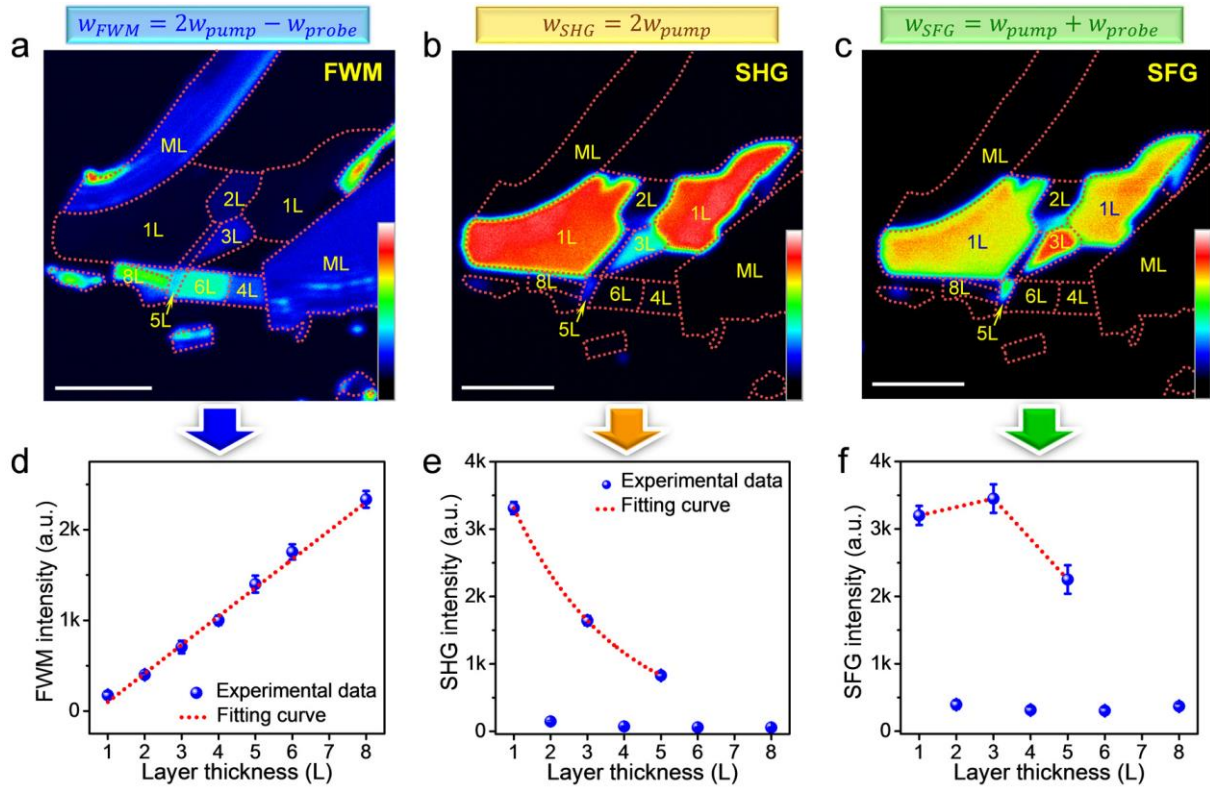 w_FWM = 2w_pump − w_probe
w_SHG = 2w_pump
w_SFG = w_pump + w_probe
a
FWM
ML
2L
1L
1L
3L
ML
8L
6L
4L
5L
b
SHG
ML
2L
1L
1L
3L
ML
8L
6L
4L
5L
c
SFG
ML
2L
1L
1L
3L
ML
8L
6L
4L
5L
d
FWM intensity (a.u.)
2k
1k
0
Experimental data
Fitting curve
1 2 3 4 5 6 7 8
Layer thickness (L)
e
SHG intensity (a.u.)
4k
3k
2k
1k
0
Experimental data
Fitting curve
1 2 3 4 5 6 7 8
Layer thickness (L)
f
SFG intensity (a.u.)
4k
3k
2k
1k
0
1 2 3 4 5 6 7 8
Layer thickness (L)